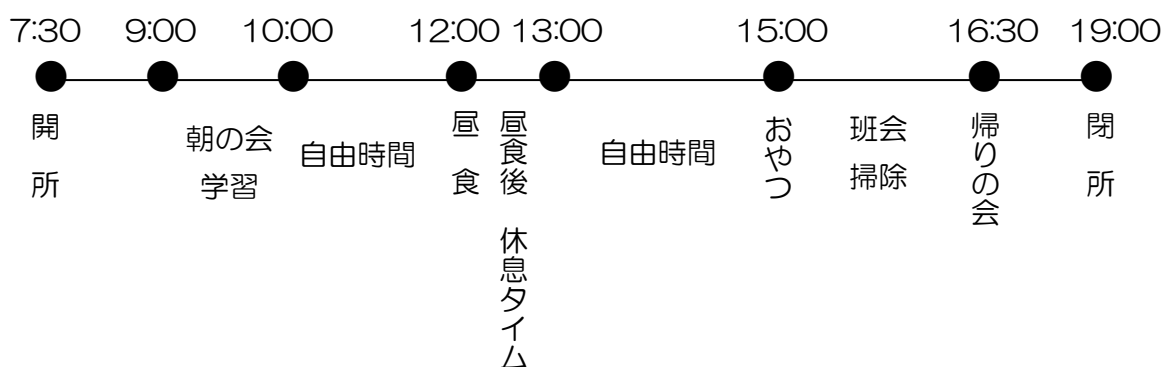 7:30 9:00 10:00 12:00 13:00 15:00 16:30 19:00
開所
朝の会
学習
自由時間
昼食
昼食後 休息タイム
自由時間
おやつ
班会
掃除
帰りの会
閉所